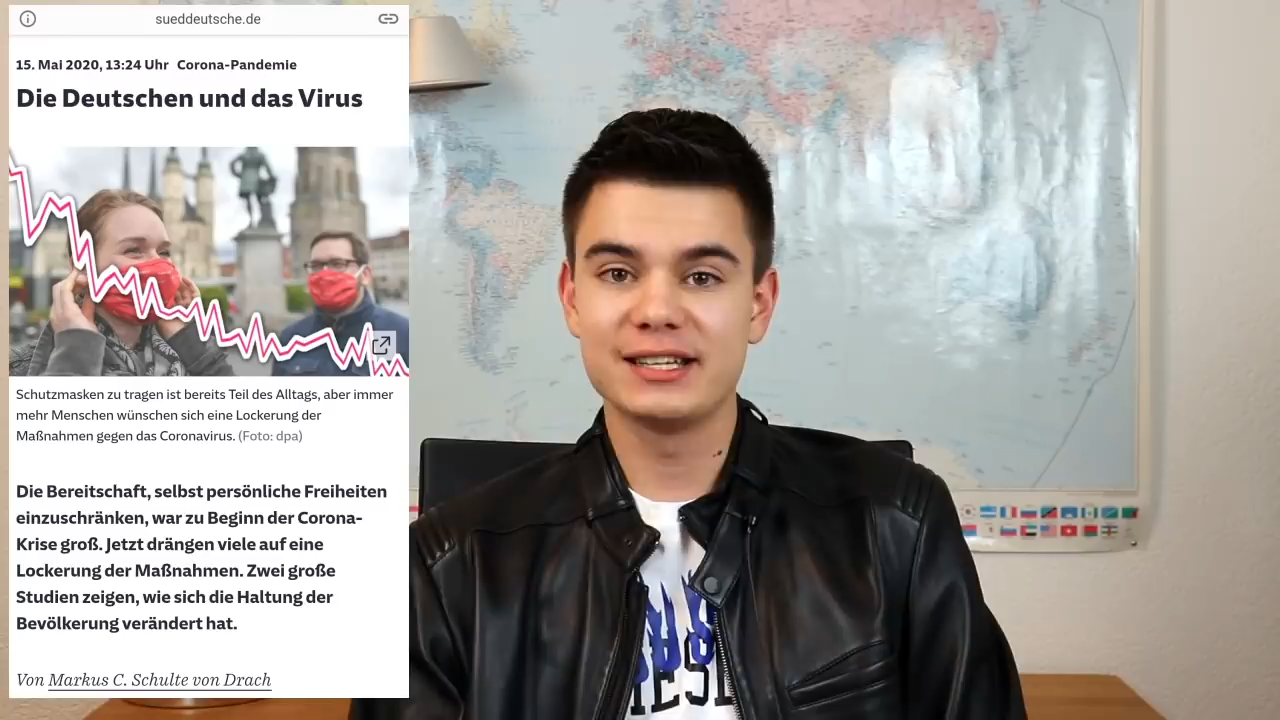 sueddeutsche.de
15. Mai 2020, 13:24 Uhr Corona-Pandemie
Die Deutschen und das Virus
Schutzmasken zu tragen ist bereits Teil des Alltags, aber immer
mehr Menschen wünschen sich eine Lockerung der
Maßnahmen gegen das Coronavirus. (Foto: dpa)
Die Bereitschaft, selbst persönliche Freiheiten
einzuschränken, war zu Beginn der Corona-
Krise groß. Jetzt drängen viele auf eine
Lockerung der Maßnahmen. Zwei große
Studien zeigen, wie sich die Haltung der
Bevölkerung verändert hat.
Von Markus C. Schulte von Drach